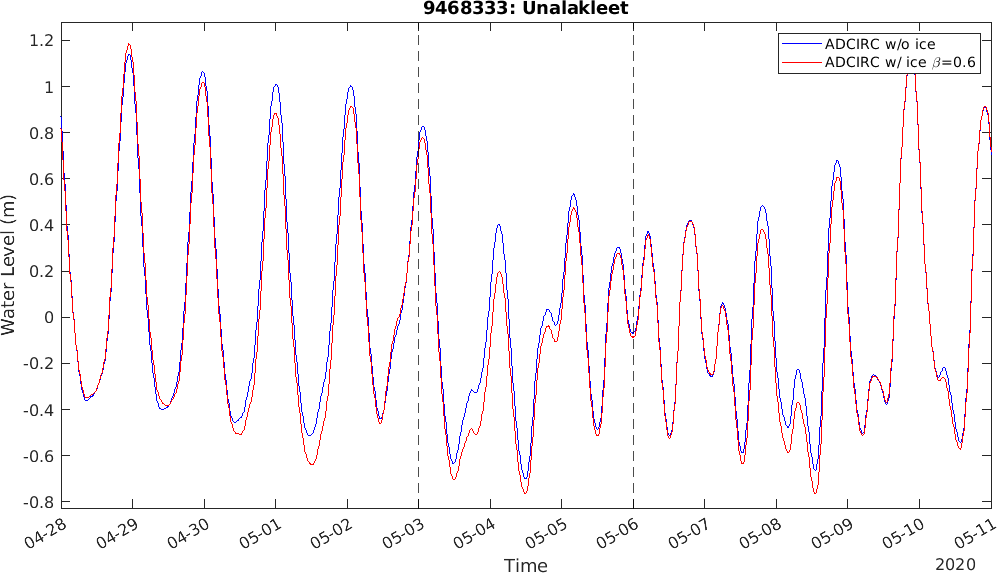 9468333: Unalakleet
ADCIRC w/o ice
ADCIRC w/ ice β=0.6
Water Level (m)
1.2
1
0.8
0.6
0.4
0.2
0
-0.2
-0.4
-0.6
-0.8
04-28 04-29 04-30 05-01 05-02 05-03 05-04 05-05 05-06 05-07 05-08 05-09 05-10 05-11
Time
2020